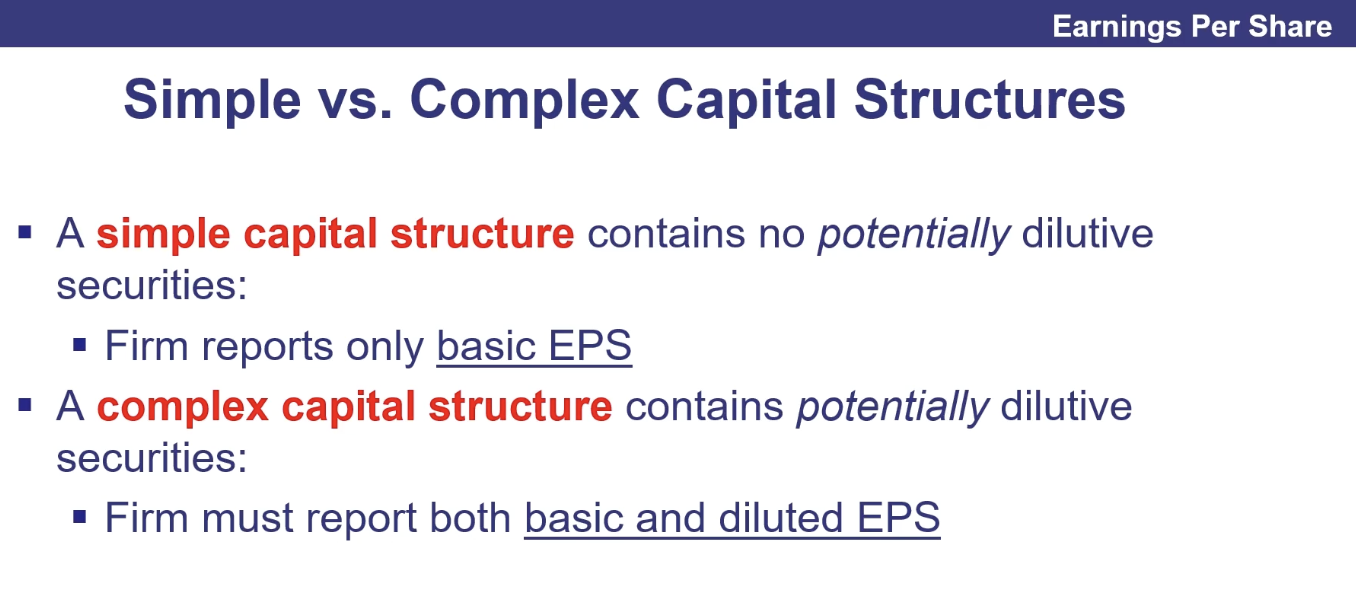 Earnings Per Share
Simple vs. Complex Capital Structures
▪ A simple capital structure contains no potentially dilutive
securities:
▪ Firm reports only basic EPS
▪ A complex capital structure contains potentially dilutive
securities:
▪ Firm must report both basic and diluted EPS